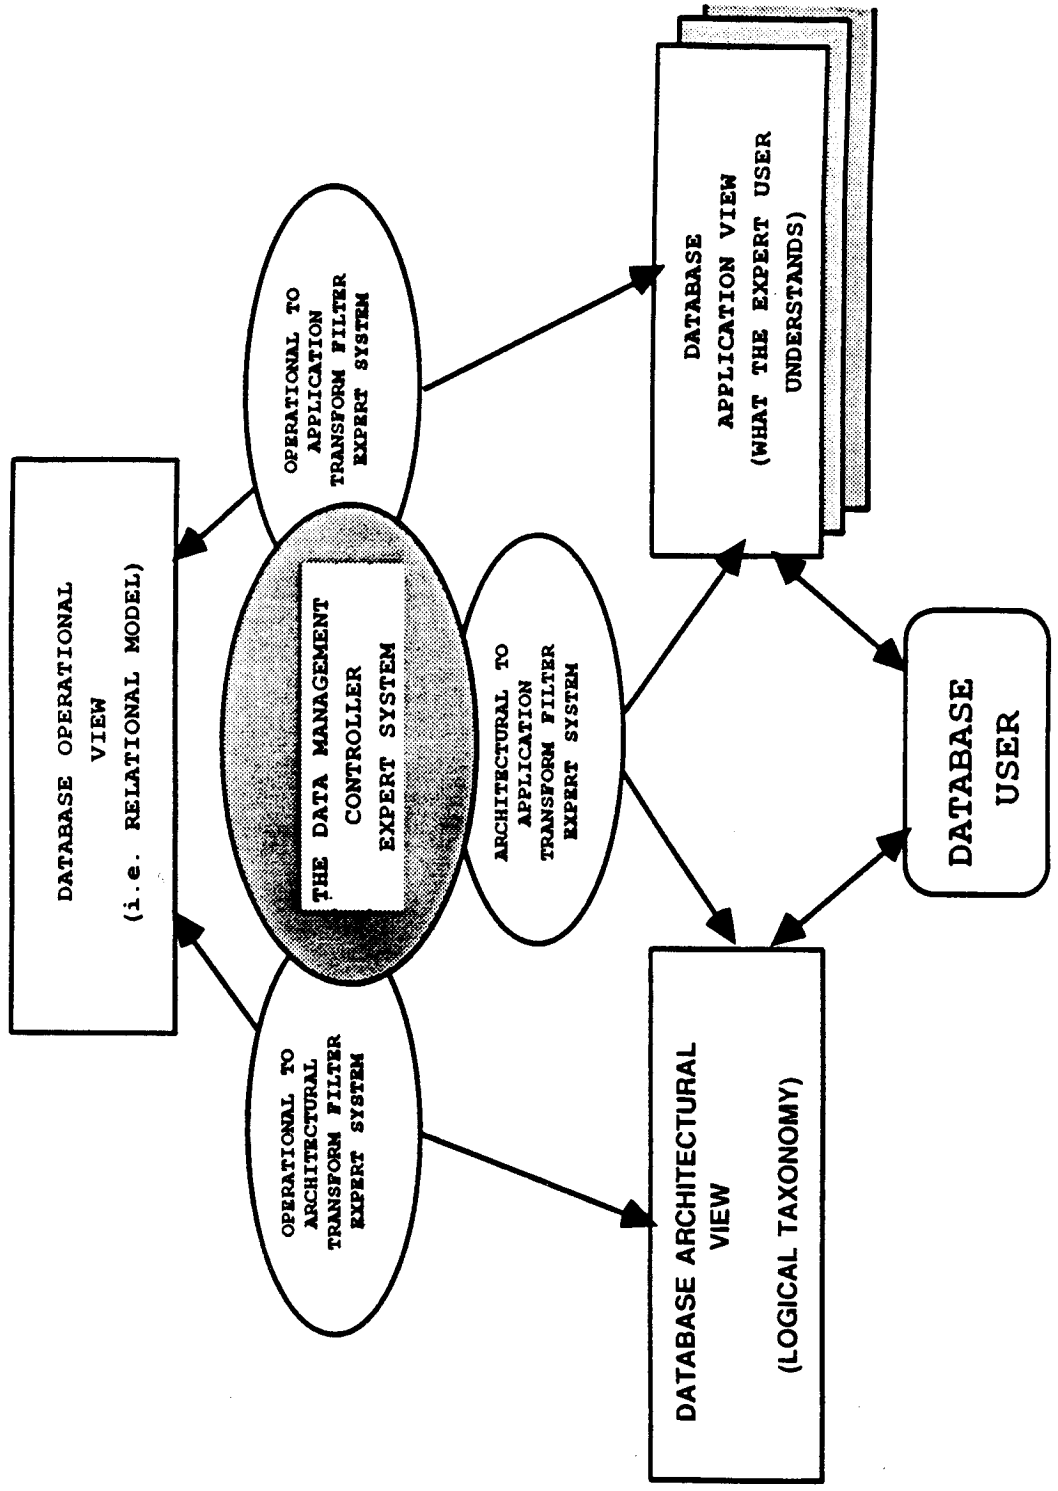 DATABASE OPERATIONAL
VIEW
(i.e. RELATIONAL MODEL)
OPERATIONAL TO
ARCHITECTURAL
TRANSFORM FILTER
EXPERT SYSTEM
THE DATA MANAGEMENT
CONTROLLER
EXPERT SYSTEM
OPERATIONAL TO
APPLICATION
TRANSFORM FILTER
EXPERT SYSTEM
ARCHITECTURAL TO
APPLICATION
TRANSFORM FILTER
EXPERT SYSTEM
DATABASE ARCHITECTURAL
VIEW
(LOGICAL TAXONOMY)
DATABASE
APPLICATION VIEW
(WHAT THE EXPERT USER
UNDERSTANDS)
DATABASE
USER